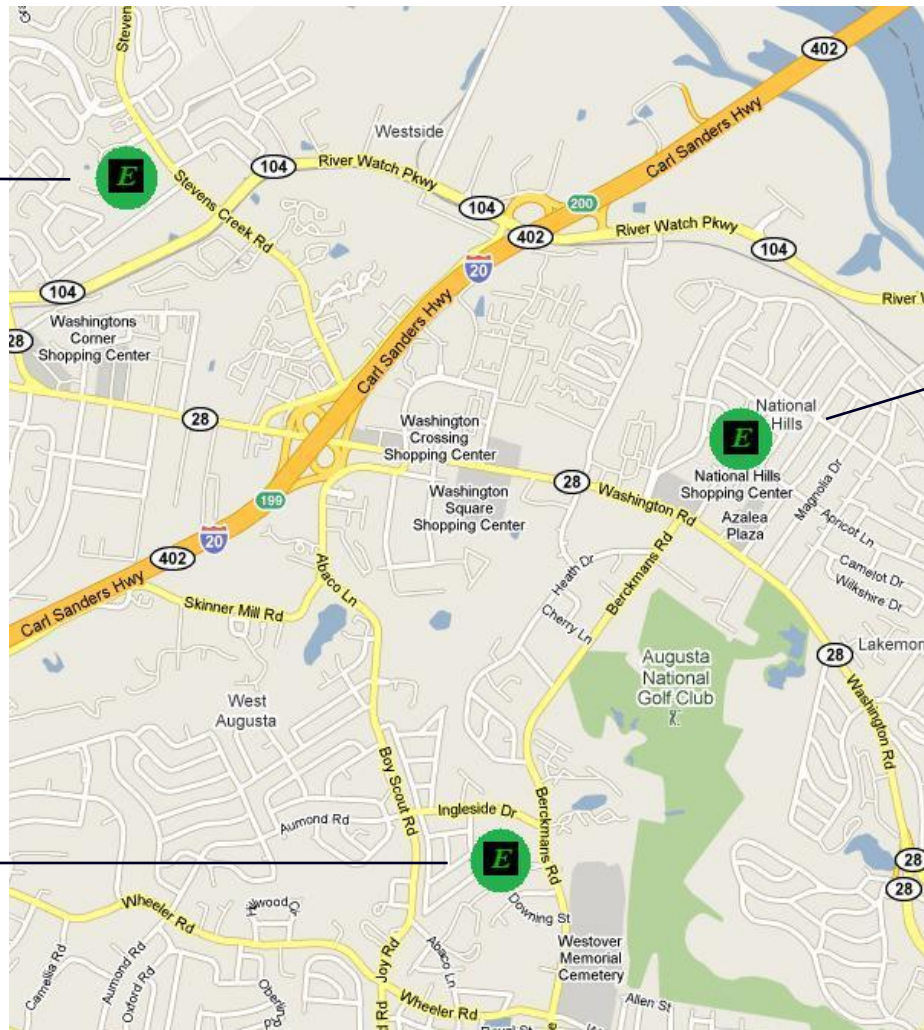 Steven
402
Westside
Carl Sanders Hwy
E
104
River Watch Pkwy
Stevens Creek Rd
104
200
402
River Watch Pkwy
104
20
104
River W
Washingtons
Corner
Shopping Center
28
Carl Sanders Hwy
28
National
Hills
E
Washington
Crossing
Shopping Center
National Hills
Shopping Center
28
Washington Rd
Magnolia Dr
199
Washington
Square
Shopping Center
Azalea
Plaza
Apricot Ln
20
402
Carl Sanders Hwy
Abaco Ln
Heath Dr
Berckmans Rd
Camelot Dr
Wilkshire Dr
Skinner Mill Rd
Cherry Ln
28
Lakemon
Augusta
National
Golf Club
Washington Rd
West
Augusta
Boy Scout Rd
Ingleside Dr
Berckmans Rd
Aumond Rd
E
28
28
Wheeler Rd
Downing St
Camellia Rd
Aumond Rd
Oxford Rd
Joy Rd
Abaco Ln
Westover
Memorial
Cemetery
Wheeler Rd
Allen St